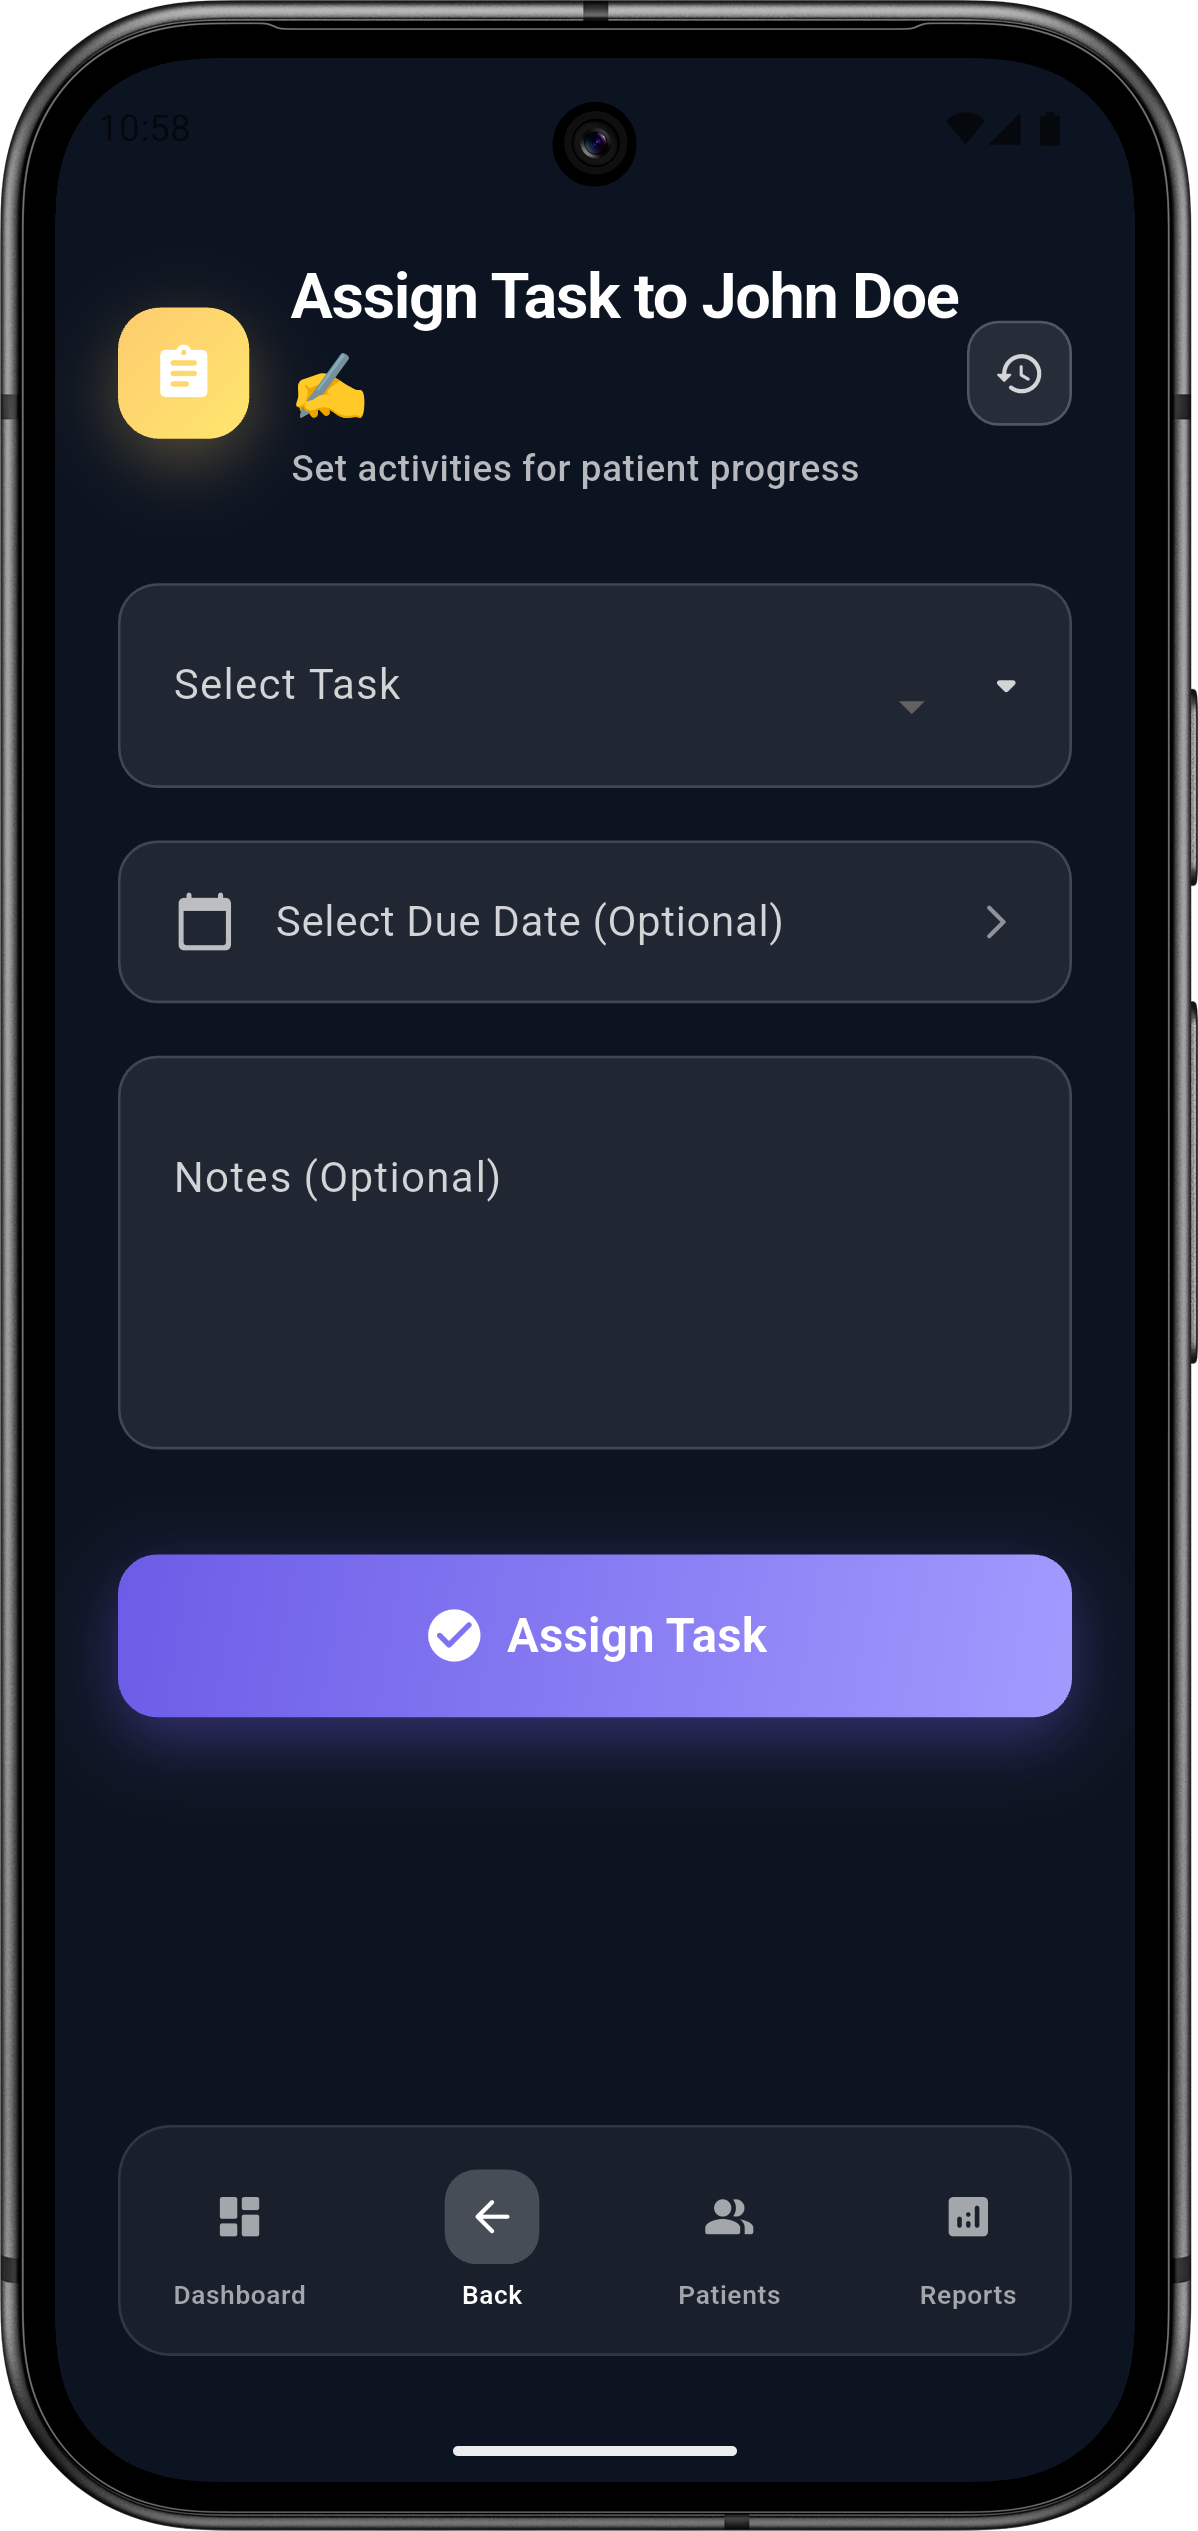 10:58
Assign Task to John Doe
✍️
Set activities for patient progress
Select Task
Select Due Date (Optional)
Notes (Optional)
Assign Task
Dashboard
Back
Patients
Reports